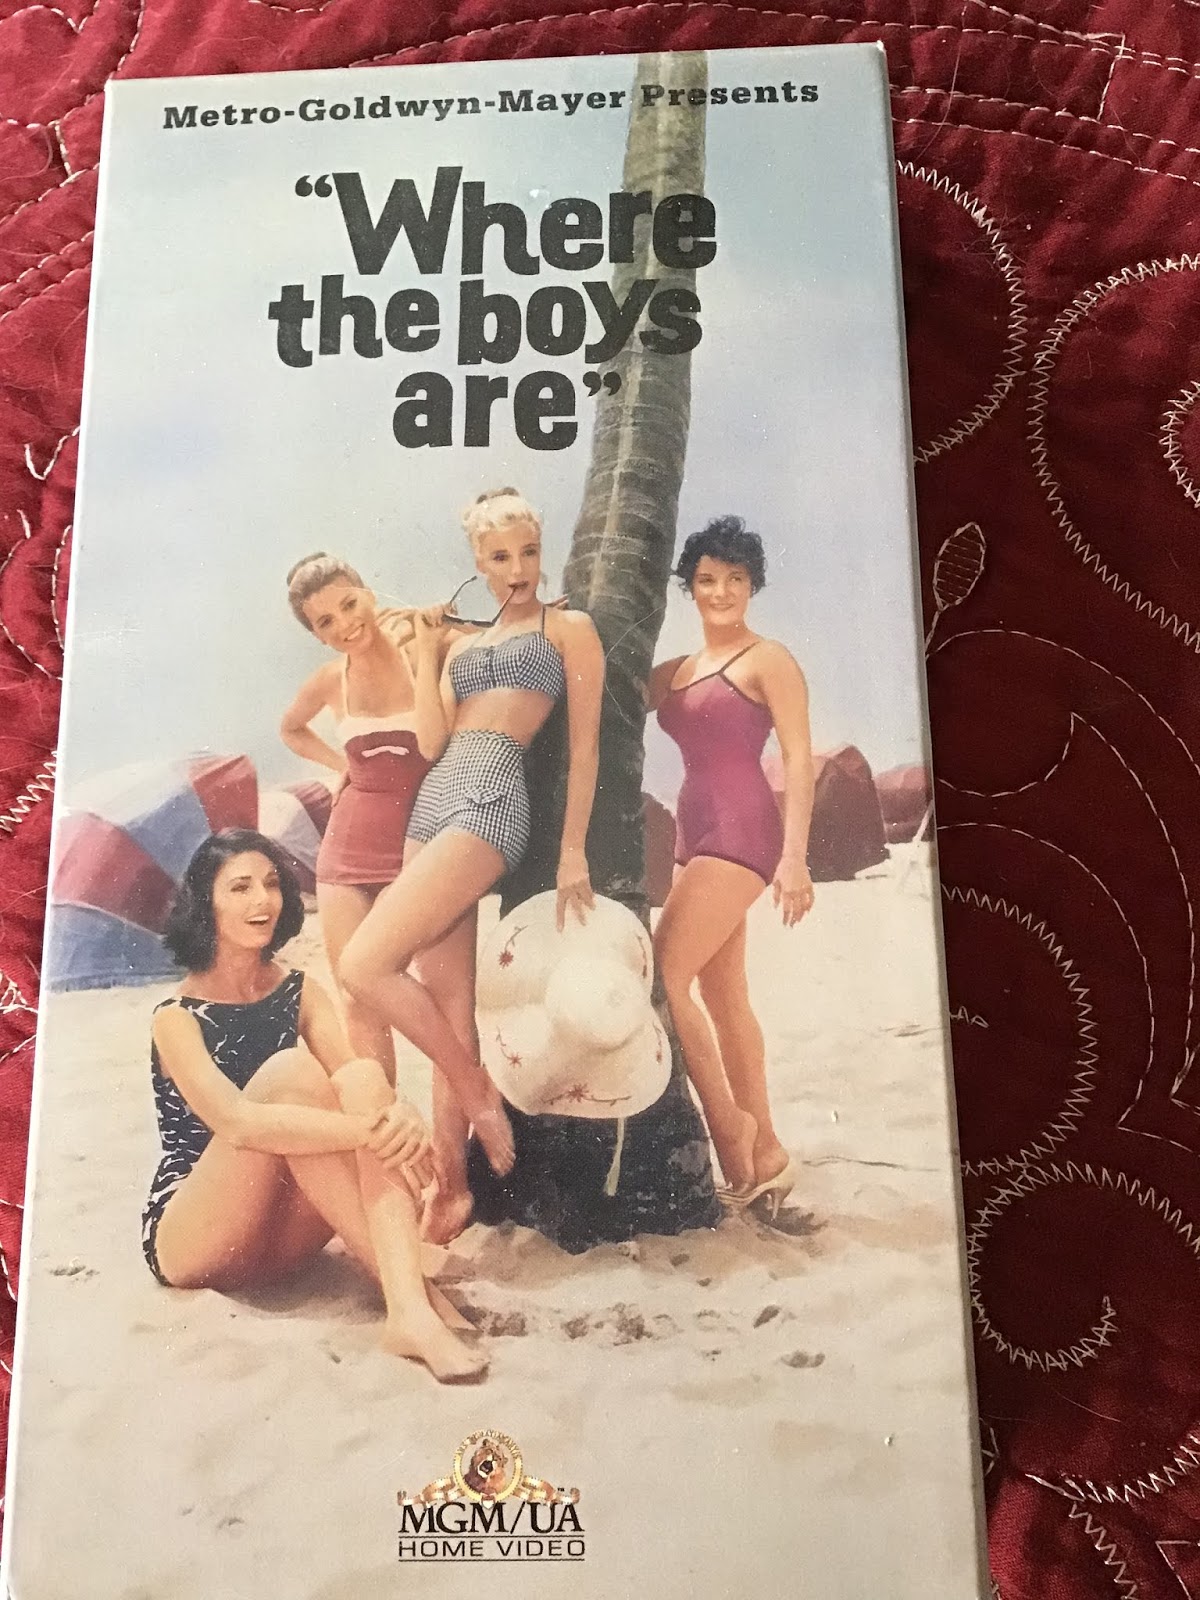 Metro-Goldwyn-Mayer Presents
"Where
the boys
are"
MGM/UA
HOME VIDEO